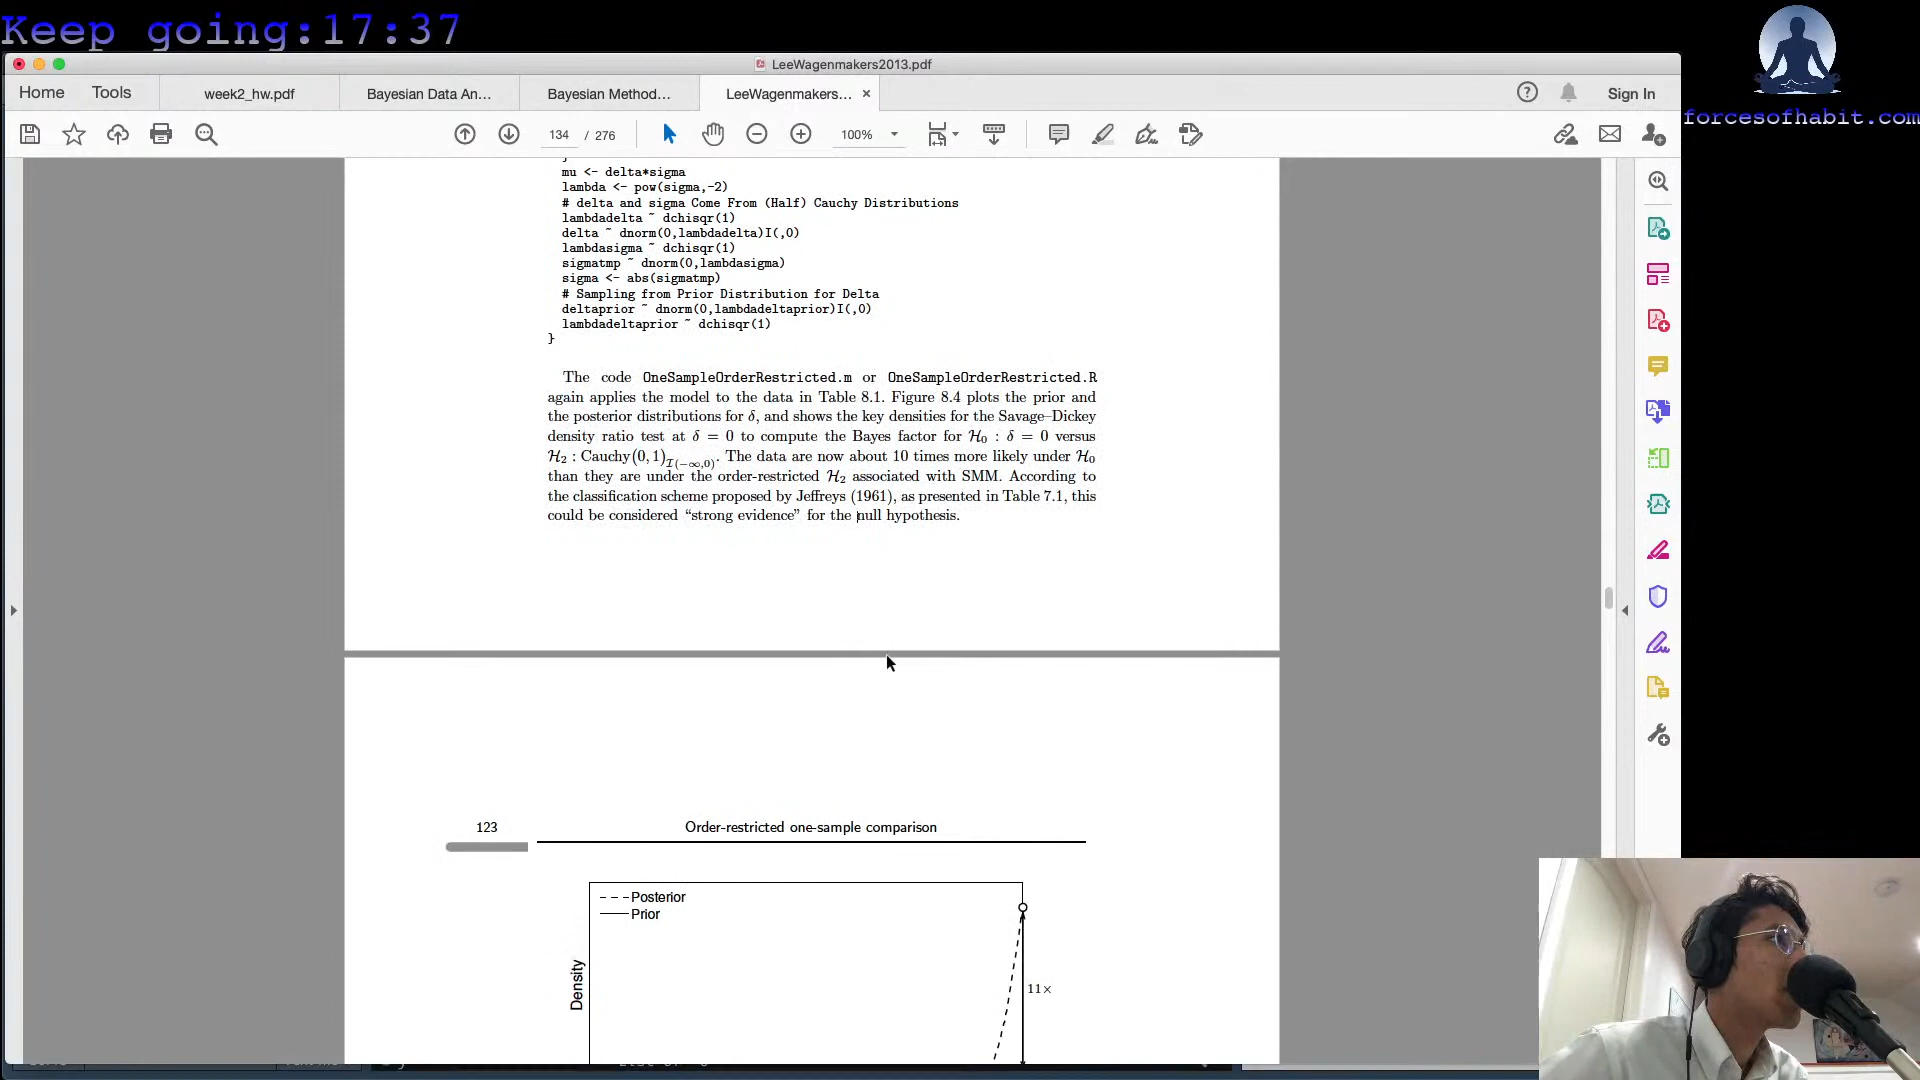 Keep going:17:37
forcesofhabit.com
LeeWagenmakers2013.pdf
Home Tools week2_hw.pdf Bayesian Data An... Bayesian Method... LeeWagenmakers... × Sign In
134 / 276 100%
}
mu <- delta*sigma
lambda <- pow(sigma,-2)
# delta and sigma Come From (Half) Cauchy Distributions
lambdadelta ~ dchisqr(1)
delta ~ dnorm(0,lambdadelta)I(,0)
lambdasigma ~ dchisqr(1)
sigmatmp ~ dnorm(0,lambdasigma)
sigma <- abs(sigmatmp)
# Sampling from Prior Distribution for Delta
deltaprior ~ dnorm(0,lambdadeltaprior)I(,0)
lambdadeltaprior ~ dchisqr(1)
}
The code OneSampleOrderRestricted.m or OneSampleOrderRestricted.R
again applies the model to the data in Table 8.1. Figure 8.4 plots the prior and
the posterior distributions for δ, and shows the key densities for the Savage–Dickey
density ratio test at δ = 0 to compute the Bayes factor for ℋ₀ : δ = 0 versus
ℋ₂ : Cauchy(0, 1)ℐ(−∞,0). The data are now about 10 times more likely under ℋ₀
than they are under the order-restricted ℋ₂ associated with SMM. According to
the classification scheme proposed by Jeffreys (1961), as presented in Table 7.1, this
could be considered “strong evidence” for the null hypothesis.
123 Order-restricted one-sample comparison
Posterior
Prior
Density
11×